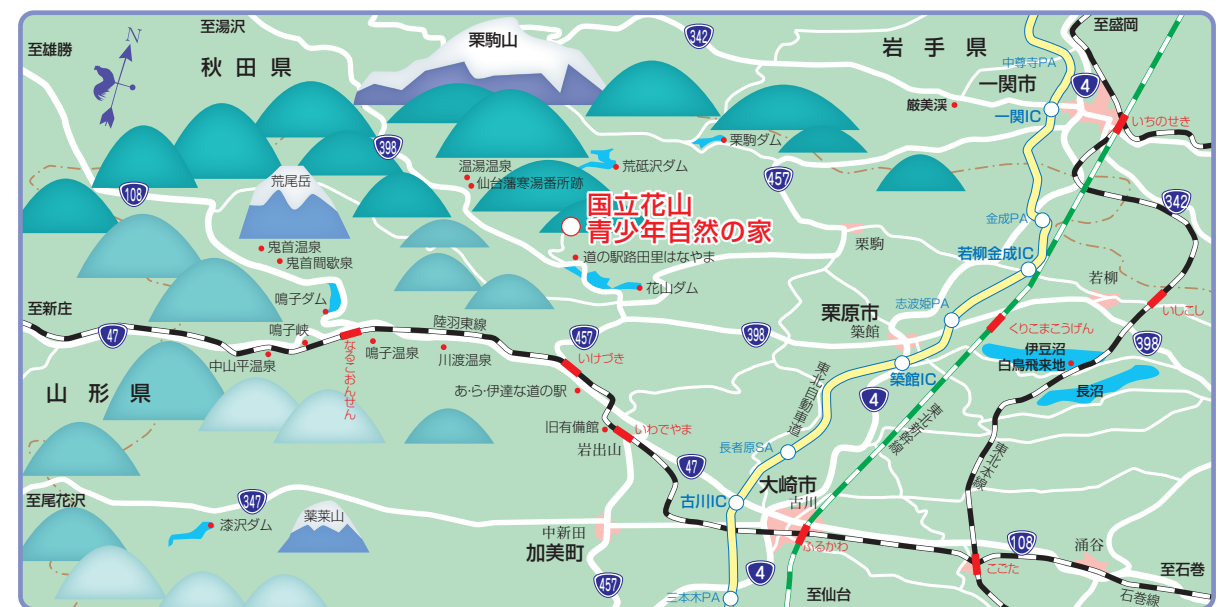 至湯沢
至盛岡
栗駒山
342
岩手県
至雄勝
N
秋田県
中尊寺PA
一関市
4
厳美渓
一関IC
いちのせき
398
栗駒ダム
温湯温泉
荒砥沢ダム
仙台藩寒湯番所跡
457
荒尾岳
108
342
国立花山
青少年自然の家
金成PA
栗駒
鬼首温泉
鬼首間歇泉
道の駅路田里はなやま
若柳金成IC
若柳
花山ダム
鳴子ダム
至新庄
いしこし
栗原市
志波姫PA
築館
陸羽東線
47
鳴子峡
457
398
くりこまこうげん
398
中山平温泉
鳴子温泉
川渡温泉
いけづき
伊豆沼
白鳥飛来地
なるこおんせん
築館IC
東北自動車道
山形県
あ・ら・伊達な道の駅
長沼
4
東北新幹線
旧有備館
いわでやま
岩出山
長者原SA
東北本線
47
至尾花沢
347
古川IC
大崎市
古川
薬莱山
漆沢ダム
中新田
加美町
ふるかわ
108
涌谷
こごた
至石巻
457
4
三本木PA
至仙台
石巻線